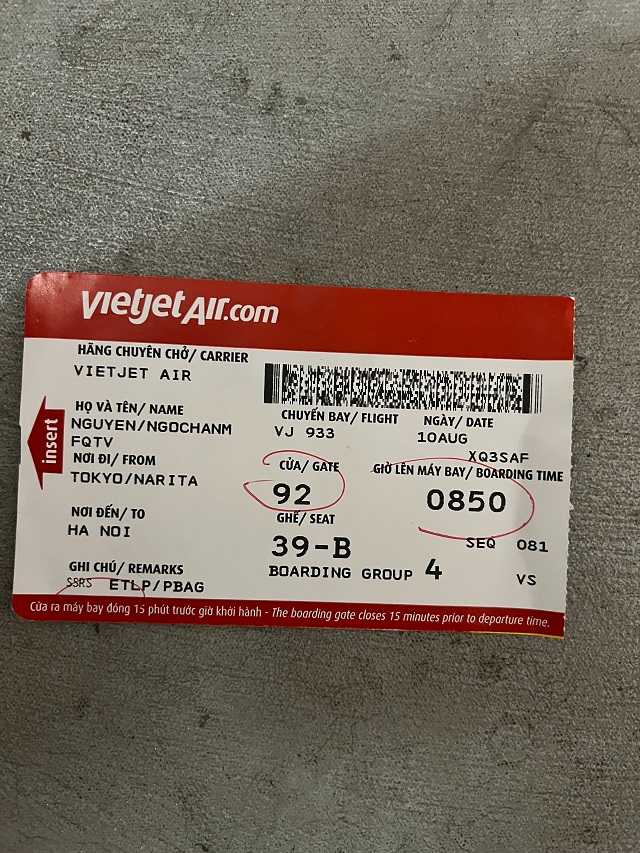 vietjetAir.com
HÃNG CHUYÊN CHỞ/ CARRIER
VIETJET AIR
HỌ VÀ TÊN/ NAME
NGUYEN/NGOCHANM
FQTV
CHUYẾN BAY/ FLIGHT
VJ 933
NGÀY/ DATE
10AUG
XQ3SAF
NƠI ĐI/ FROM
TOKYO/NARITA
CỬA/ GATE
92
GIỜ LÊN MÁY BAY/ BOARDING TIME
0850
NƠI ĐẾN/ TO
HA NOI
GHẾ/ SEAT
39-B
SEQ 081
BOARDING GROUP 4
VS
GHI CHÚ/ REMARKS
SSRS ETLP/PBAG
insert
Cửa ra máy bay đóng 15 phút trước giờ khởi hành - The boarding gate closes 15 minutes prior to departure time.